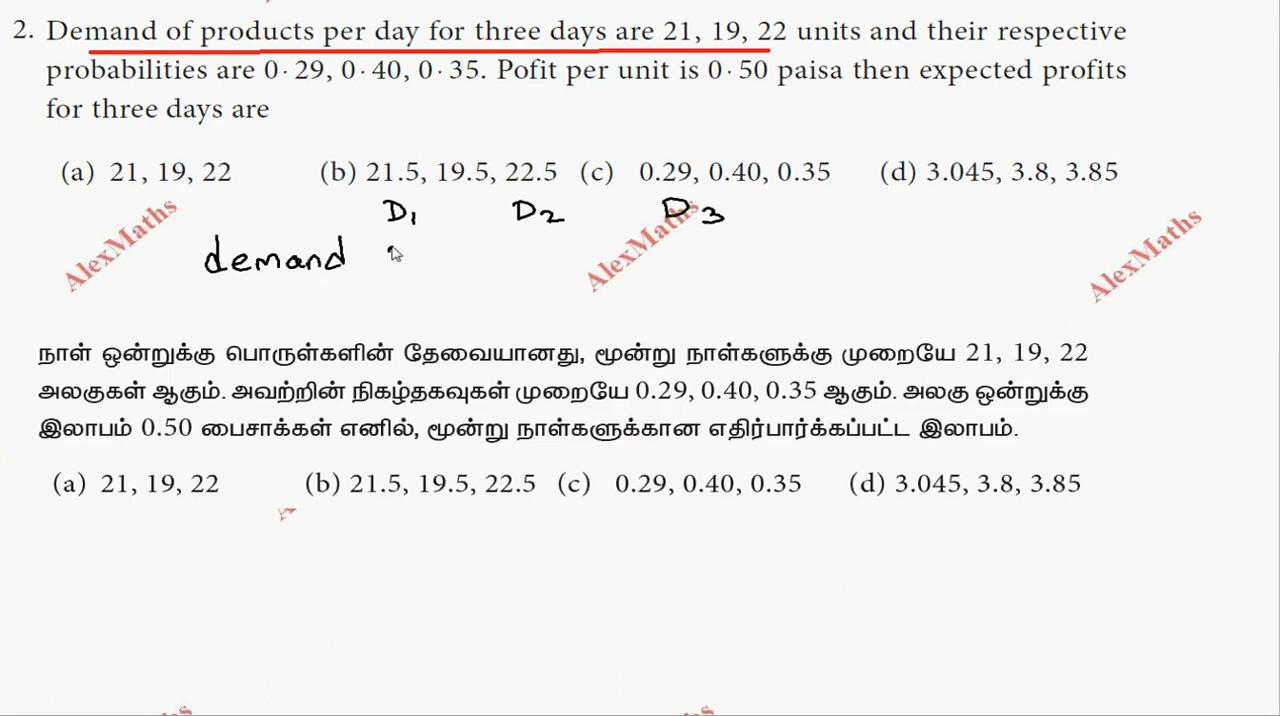 2. Demand of products per day for three days are 21, 19, 22 units and their respective
probabilities are 0·29, 0·40, 0·35. Pofit per unit is 0·50 paisa then expected profits
for three days are
(a) 21, 19, 22 (b) 21.5, 19.5, 22.5 (c) 0.29, 0.40, 0.35 (d) 3.045, 3.8, 3.85
D1 D2 D3
AlexMaths AlexMaths AlexMaths
demand
நாள் ஒன்றுக்கு பொருள்களின் தேவையானது, மூன்று நாள்களுக்கு முறையே 21, 19, 22
அலகுகள் ஆகும். அவற்றின் நிகழ்தகவுகள் முறையே 0.29, 0.40, 0.35 ஆகும். அலகு ஒன்றுக்கு
இலாபம் 0.50 பைசாக்கள் எனில், மூன்று நாள்களுக்கான எதிர்பார்க்கப்பட்ட இலாபம்.
(a) 21, 19, 22 (b) 21.5, 19.5, 22.5 (c) 0.29, 0.40, 0.35 (d) 3.045, 3.8, 3.85